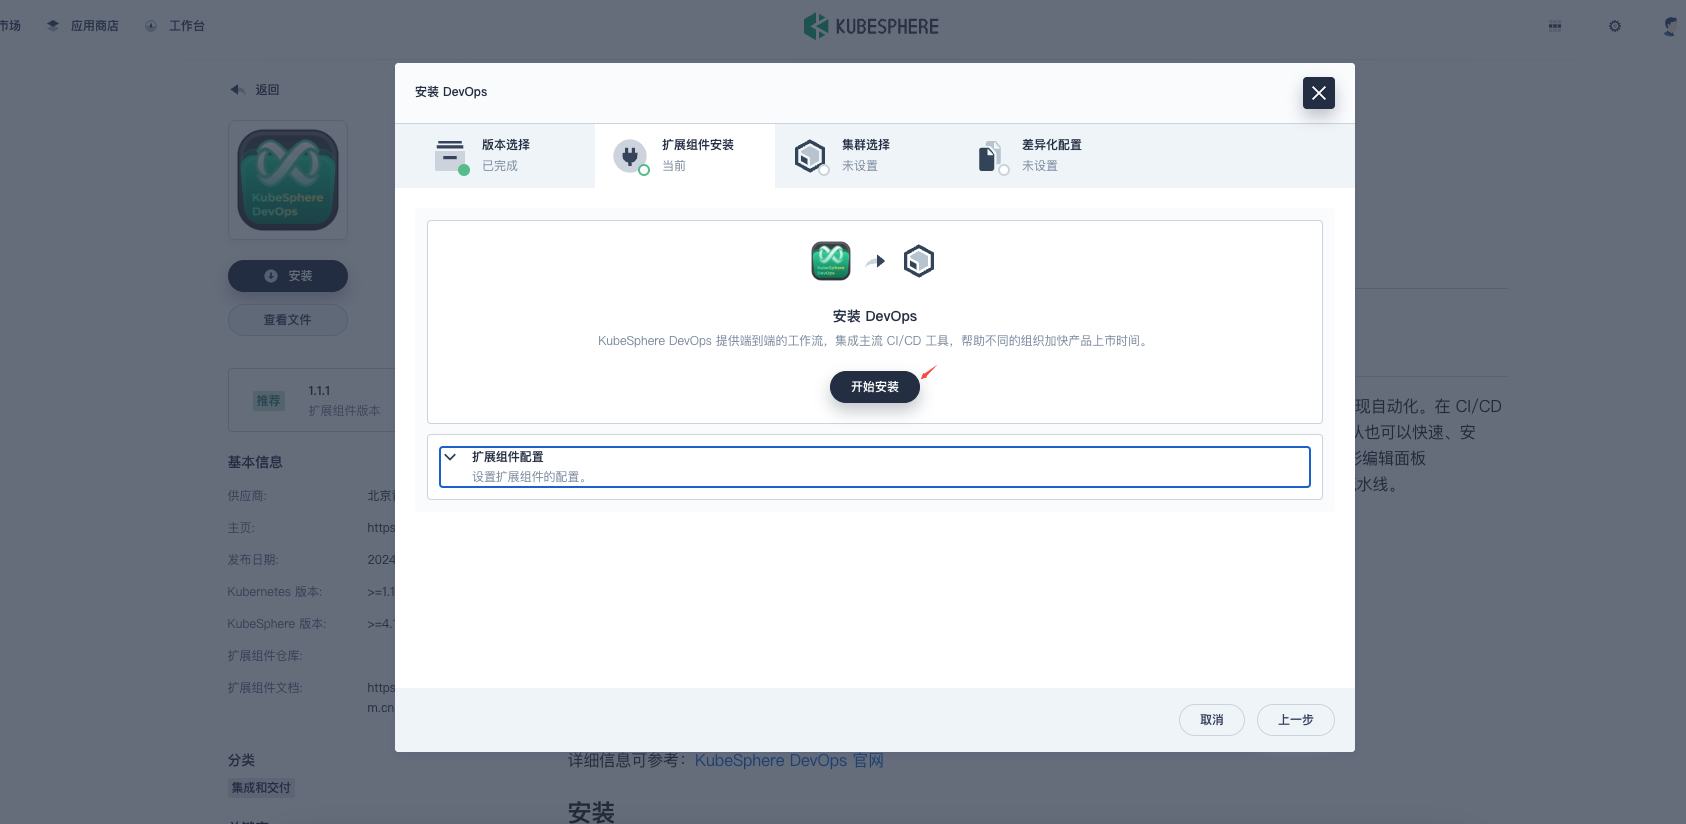 市场
应用商店
工作台
KUBESPHERE
返回
KubeSphere
DevOps
安装
查看文件
推荐
1.1.1
扩展组件版本
基本信息
供应商:
北京
主页:
https
发布日期:
2024
Kubernetes 版本:
>=1.1
KubeSphere 版本:
>=4.
扩展组件仓库:
扩展组件文档:
https
m.cn
分类
集成和交付
安装 DevOps
版本选择
已完成
扩展组件安装
当前
集群选择
未设置
差异化配置
未设置
KubeSphere
DevOps
安装 DevOps
KubeSphere DevOps 提供端到端的工作流，集成主流 CI/CD 工具，帮助不同的组织加快产品上市时间。
开始安装
扩展组件配置
设置扩展组件的配置。
取消
上一步
现自动化。在 CI/CD
也可以快速、安
编辑面板
水线。
详细信息可参考：KubeSphere DevOps 官网
安装